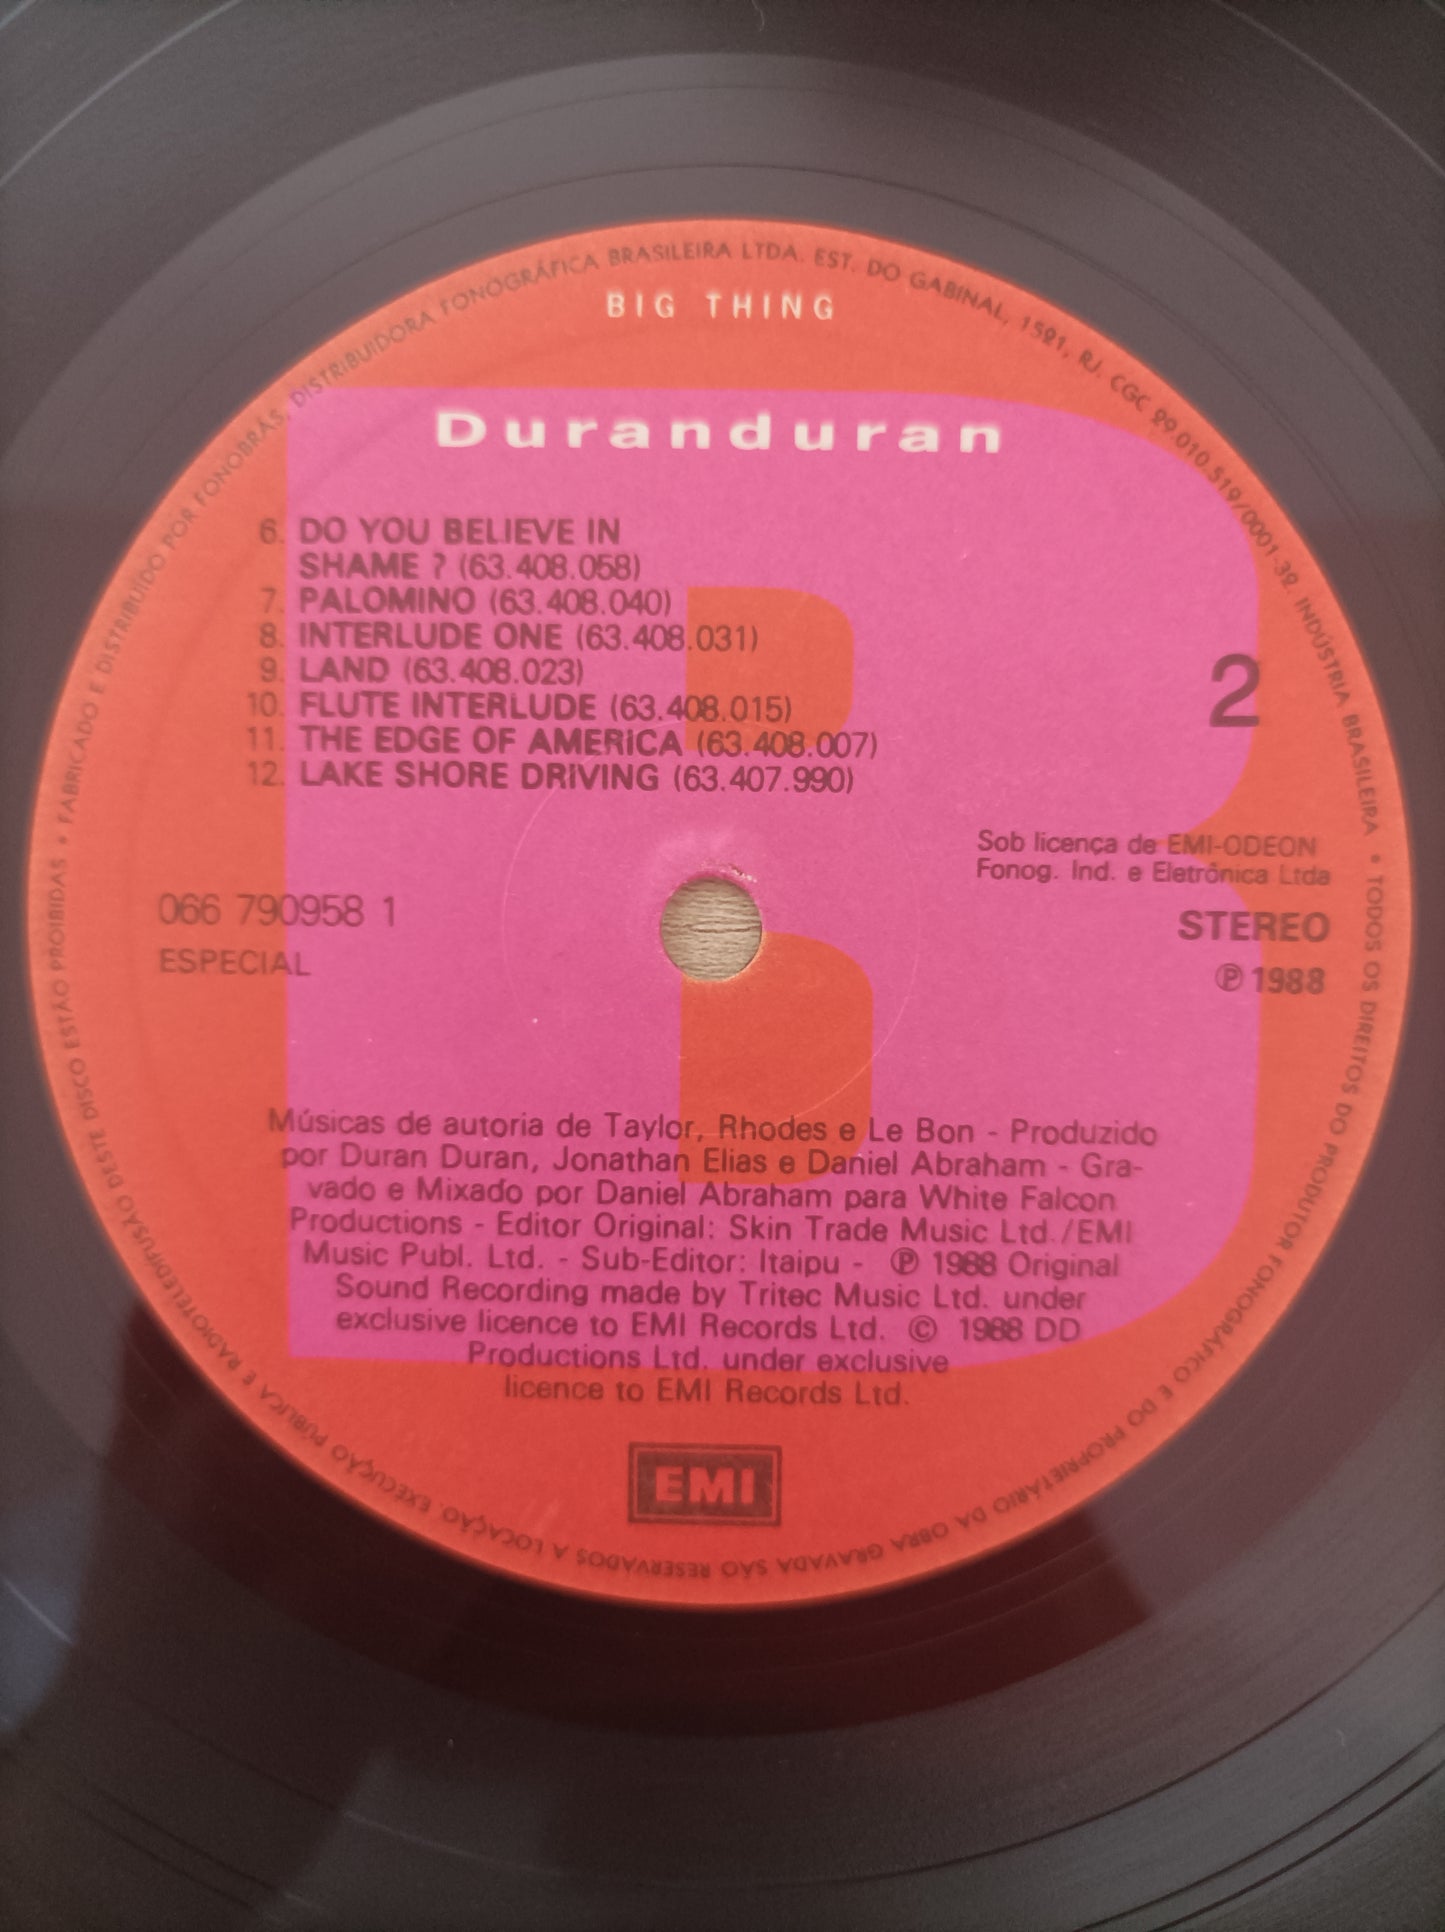 FABRICADO E DISTRIBUÍDO POR FONOBRÁS, DISTRIBUIDORA FONOGRÁFICA BRASILEIRA LTDA. EST. DO GABINAL, 1521, RJ. CGC 29.010.519/0001-32. INDÚSTRIA BRASILEIRA • TODOS OS DIREITOS DO PRODUTOR FONOGRÁFICO E DO PROPRIETÁRIO DA OBRA GRAVADA SÃO RESERVADOS A LOCAÇÃO, EXECUÇÃO PÚBLICA E RADIOTELEDIFUSÃO DESTE DISCO ESTÃO PROIBIDAS •
BIG THING
Duranduran
6. DO YOU BELIEVE IN
SHAME ? (63.408.058)
7. PALOMINO (63.408.040)
8. INTERLUDE ONE (63.408.031)
9. LAND (63.408.023)
10. FLUTE INTERLUDE (63.408.015)
11. THE EDGE OF AMERICA (63.408.007)
12. LAKE SHORE DRIVING (63.407.990)
2
Sob licença de EMI-ODEON
Fonog. Ind. e Eletrônica Ltda
066 790958 1
ESPECIAL
STEREO
℗ 1988
Músicas de autoria de Taylor, Rhodes e Le Bon - Produzido
por Duran Duran, Jonathan Elias e Daniel Abraham - Gra-
vado e Mixado por Daniel Abraham para White Falcon
Productions - Editor Original: Skin Trade Music Ltd./EMI
Music Publ. Ltd. - Sub-Editor: Itaipu - ℗ 1988 Original
Sound Recording made by Tritec Music Ltd. under
exclusive licence to EMI Records Ltd. © 1988 DD
Productions Ltd. under exclusive
licence to EMI Records Ltd.
EMI